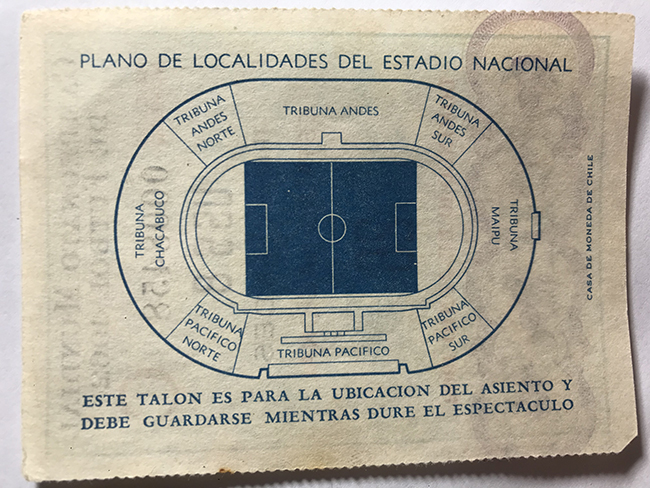 PLANO DE LOCALIDADES DEL ESTADIO NACIONAL
TRIBUNA
ANDES
NORTE
TRIBUNA ANDES
TRIBUNA
ANDES
SUR
TRIBUNA
CHACABUCO
TRIBUNA
MAIPU
CASA DE MONEDA DE CHILE
TRIBUNA
PACIFICO
NORTE
TRIBUNA PACIFICO
TRIBUNA
PACIFICO
SUR
ESTE TALON ES PARA LA UBICACION DEL ASIENTO Y
DEBE GUARDARSE MIENTRAS DURE EL ESPECTACULO